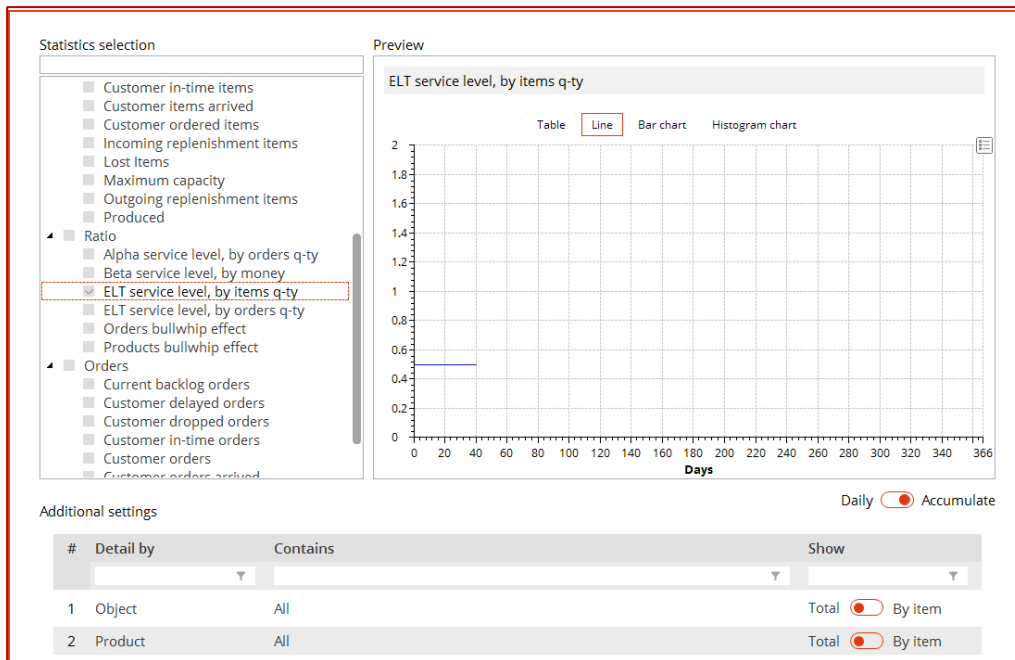 Statistics selection
Preview
Customer in-time items
Customer items arrived
Customer ordered items
Incoming replenishment items
Lost Items
Maximum capacity
Outgoing replenishment items
Produced
Ratio
Alpha service level, by orders q-ty
Beta service level, by money
ELT service level, by items q-ty
ELT service level, by orders q-ty
Orders bullwhip effect
Products bullwhip effect
Orders
Current backlog orders
Customer delayed orders
Customer dropped orders
Customer in-time orders
Customer orders
Customer orders arrived
ELT service level, by items q-ty
Table Line Bar chart Histogram chart
2
1.8
1.6
1.4
1.2
1
0.8
0.6
0.4
0.2
0
0 20 40 60 80 100 120 140 160 180 200 220 240 260 280 300 320 340 366
Days
Daily Accumulate
Additional settings
# Detail by Contains Show
1 Object All Total By item
2 Product All Total By item